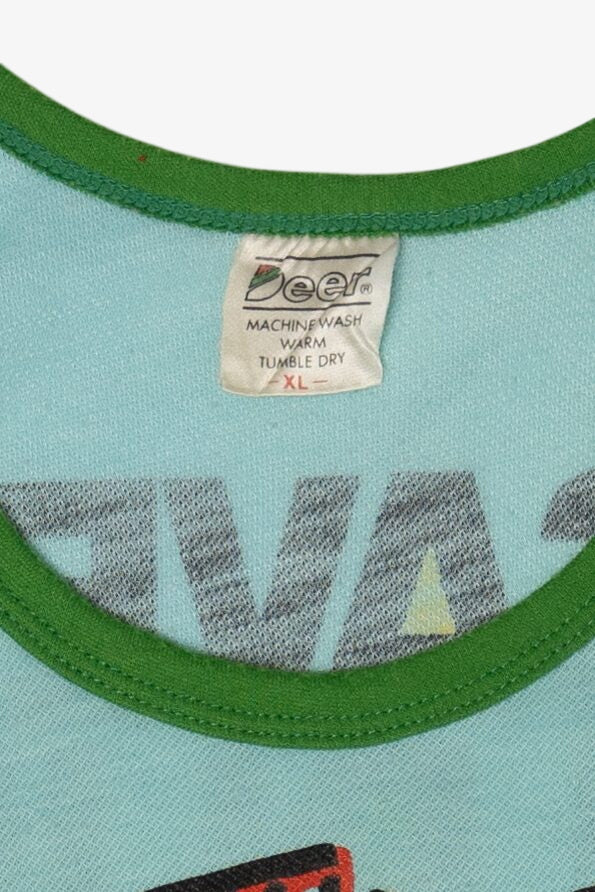 Deer®
MACHINE WASH
WARM
TUMBLE DRY
- XL -